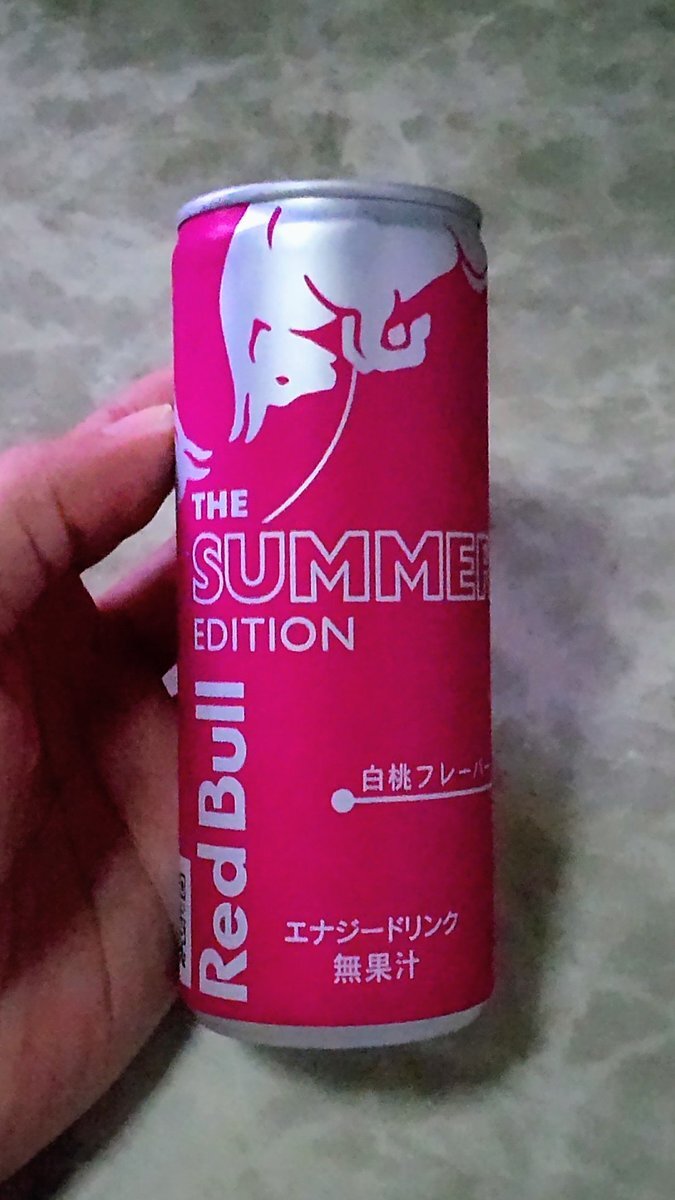 THE
SUMMER
EDITION
Red Bull
白桃フレーバー
エナジードリンク
無果汁